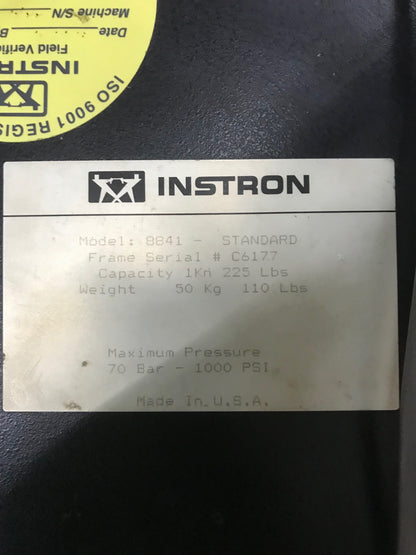 Machine S/N
Date
Field Verifi
INSTR
ISO 9001 REGIS
INSTRON
Model: 8841 - STANDARD
Frame Serial # C6177
Capacity 1Kn 225 Lbs
Weight 50 Kg 110 Lbs
Maximum Pressure
70 Bar - 1000 PSI
Made In U.S.A.